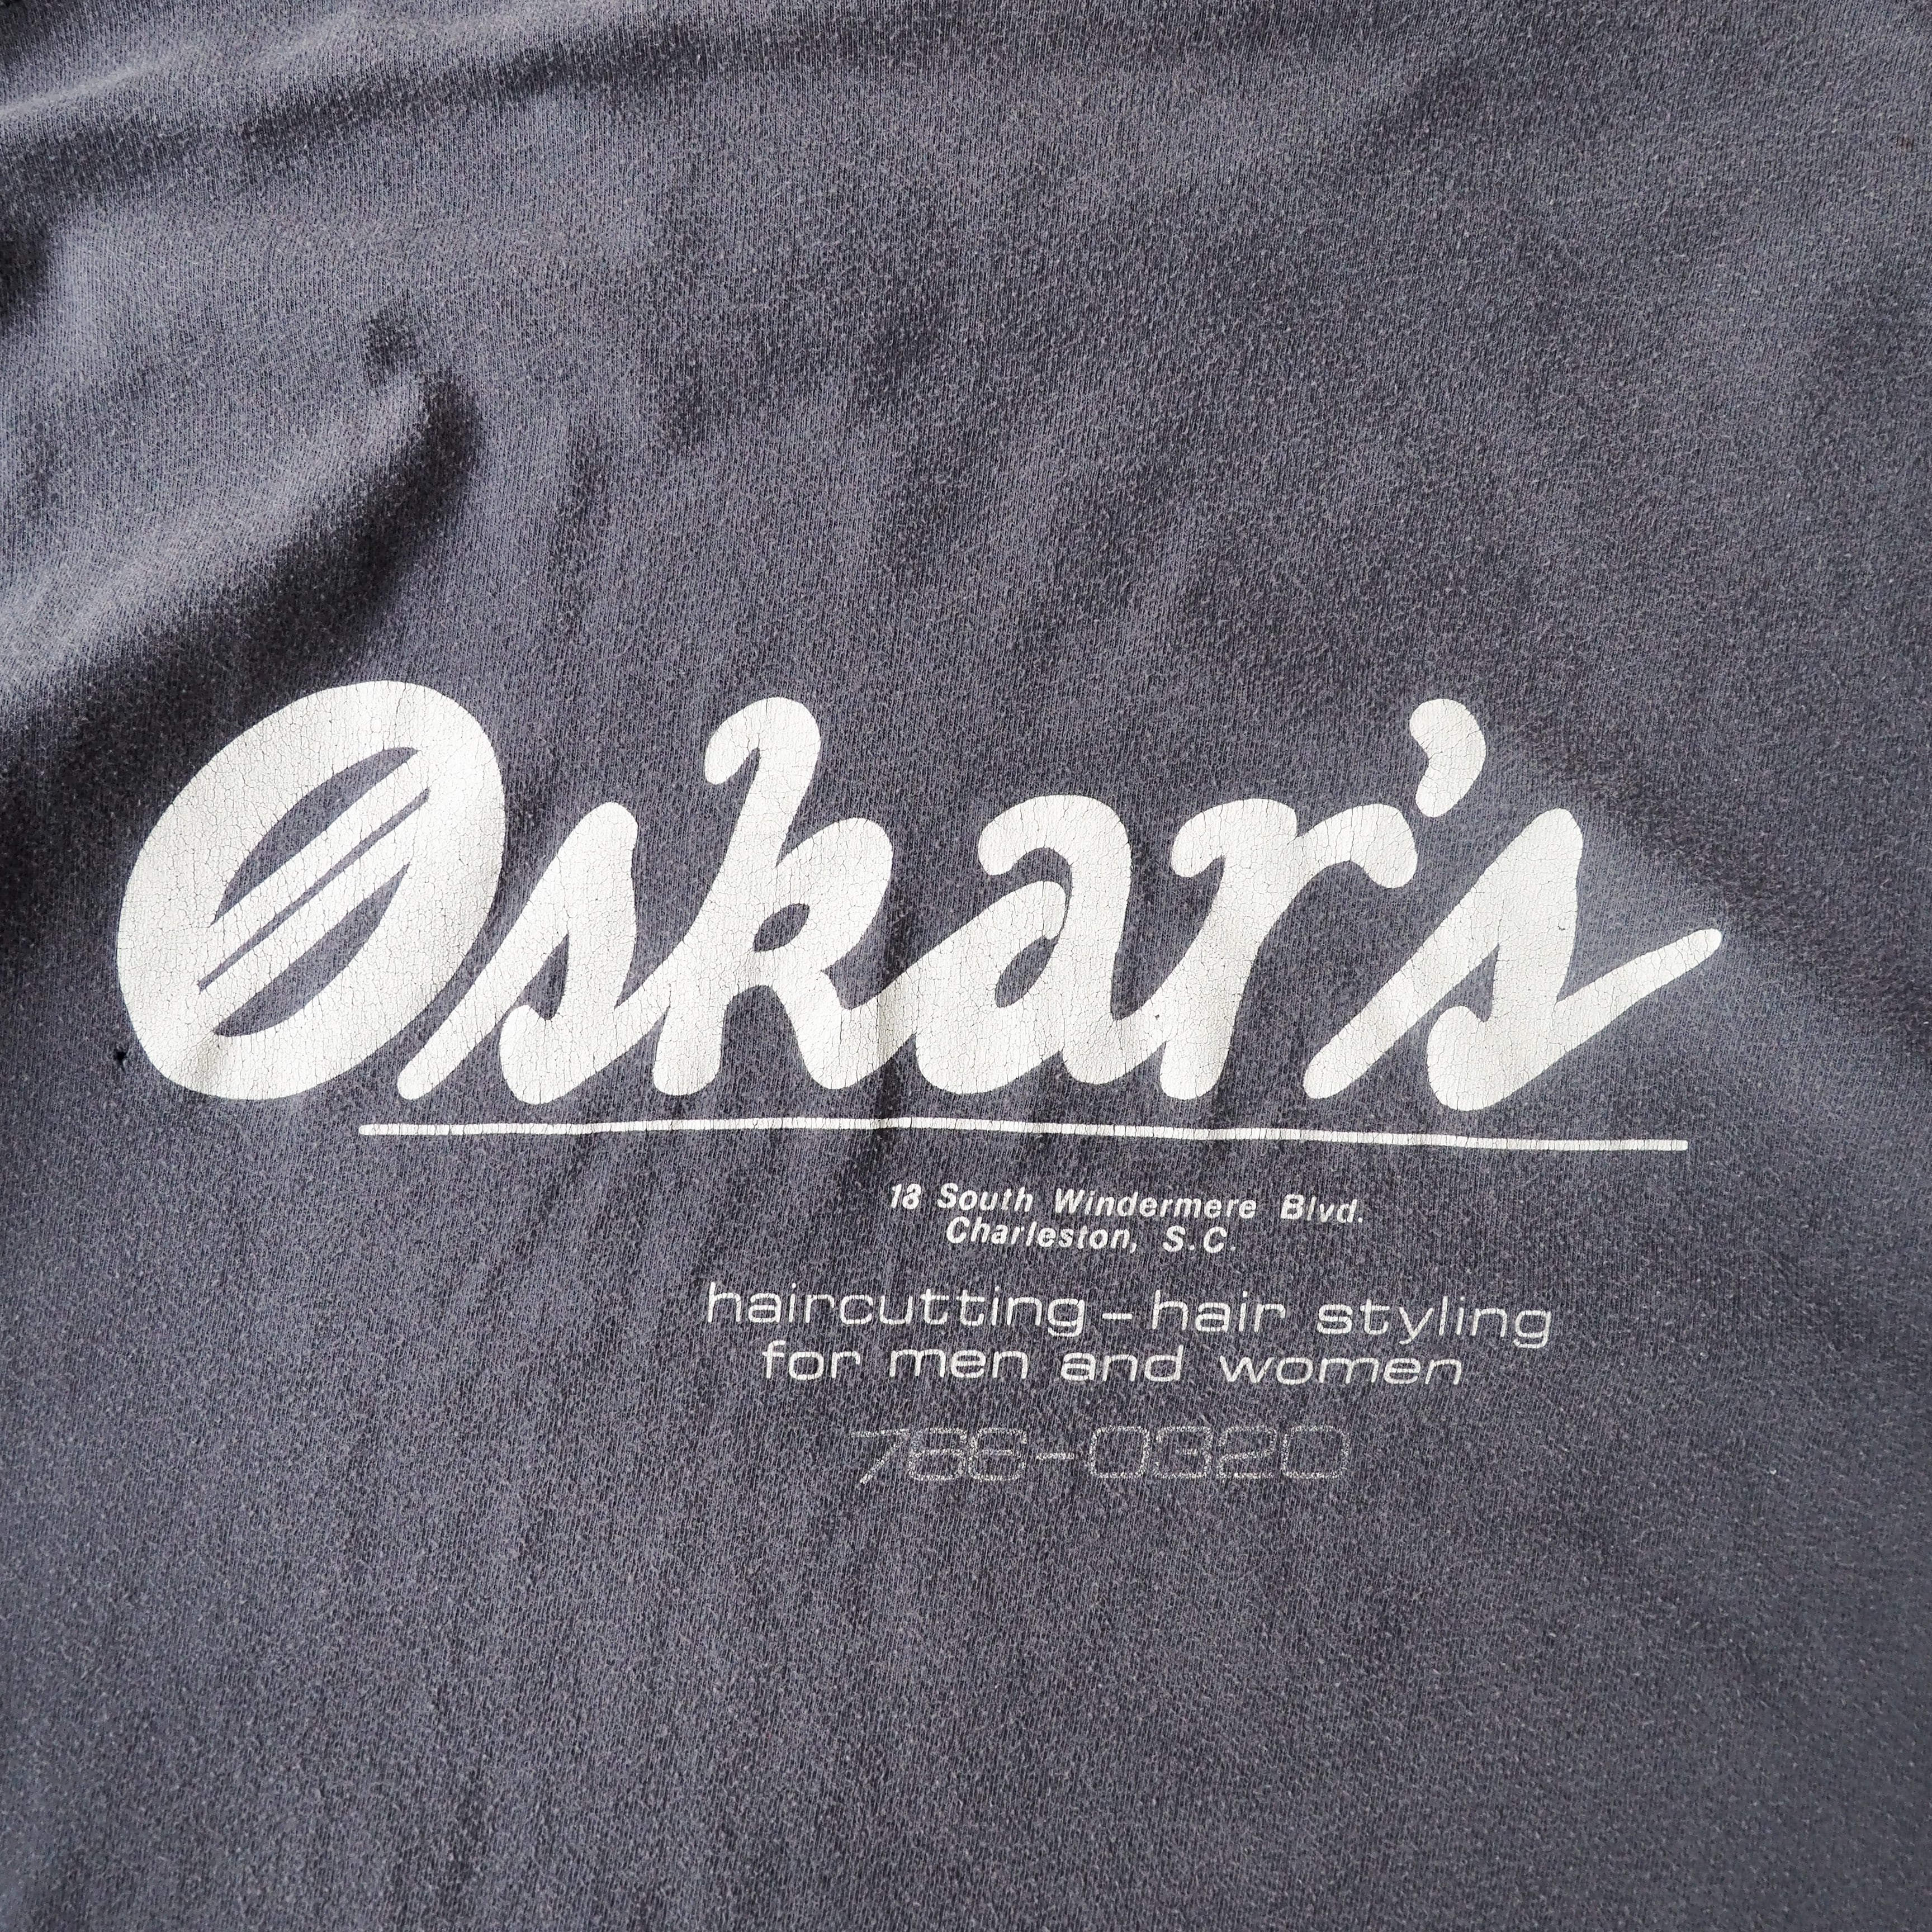 Oskar's
18 South Windermere Blvd.
Charleston, S.C.
haircutting – hair styling
for men and women
766-0320